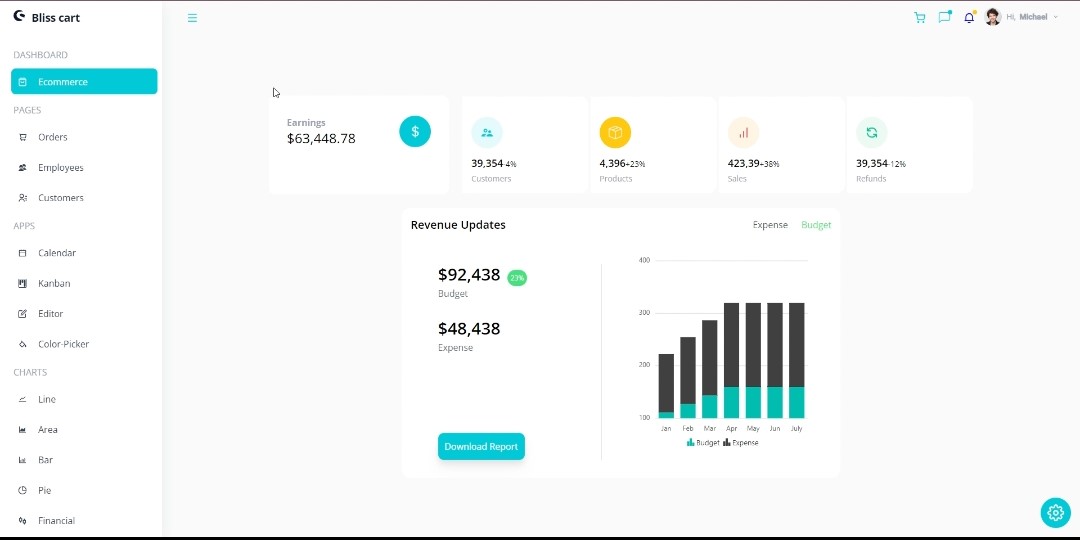 Bliss cart
Hi, Michael
DASHBOARD
Ecommerce
PAGES
Orders
Employees
Customers
APPS
Calendar
Kanban
Editor
Color-Picker
CHARTS
Line
Area
Bar
Pie
Financial
Earnings
$63,448.78
$
39,354-4%
Customers
4,396+23%
Products
423,39+38%
Sales
39,354-12%
Refunds
Revenue Updates
Expense
Budget
$92,438 23%
Budget
$48,438
Expense
Download Report
400
300
200
100
Jan Feb Mar Apr May Jun July
Budget Expense